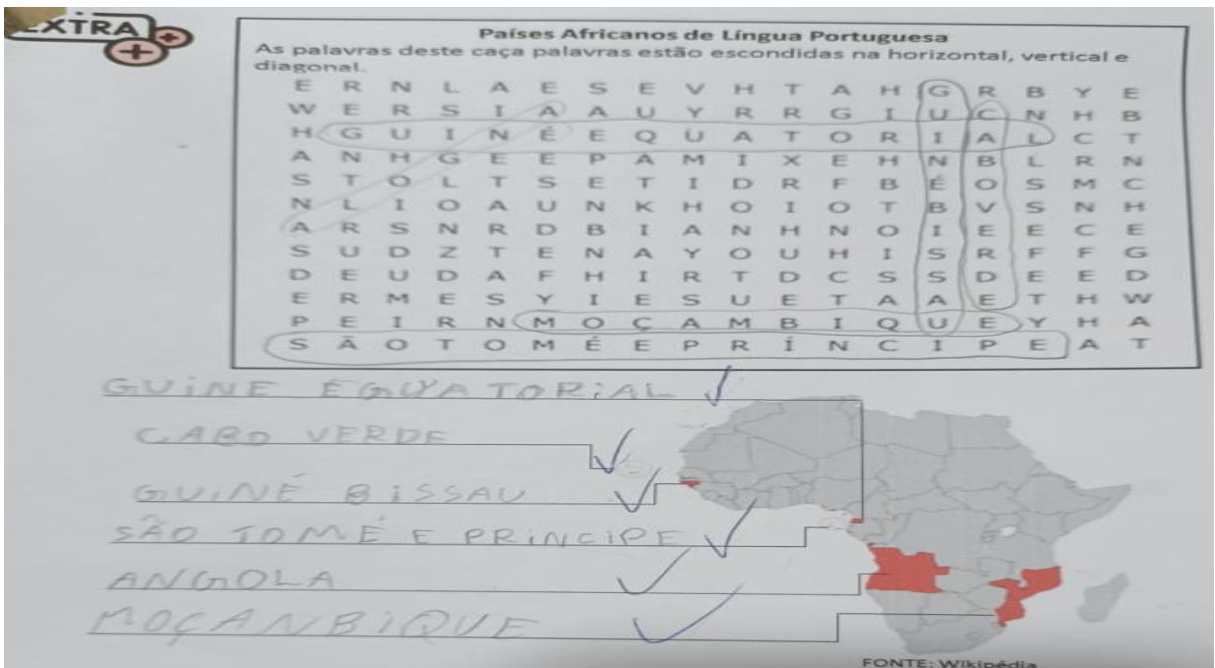 EXTRA
Países Africanos de Língua Portuguesa
As palavras deste caça palavras estão escondidas na horizontal, vertical e
diagonal.
E R N L A E S E V H T A H G R B Y E
W E R S I A A U Y R R G I U C N H B
H G U I N É E Q U A T O R I A L C T
A N H G E E P A M I X E H N B L R N
S T O L T S E T I D R F B É O S M C
N L I O A U N K H O I O T B V S N H
A R S N R D B I A N H N O I E E C E
S U D Z T E N A Y O U H I S R F F G
D E U D A F H I R T D C S S D E E D
E R M E S Y I E S U E T A A E T H W
P E I R N M O Ç A M B I Q U E Y H A
S Ã O T O M É E P R Í N C I P E A T
GUINE EGUATORIAL
CABO VERDE
GUINÉ BISSAU
SÃO TOMÉ E PRINCIPE
ANGOLA
MOÇANBIQUE
FONTE: Wikipédia